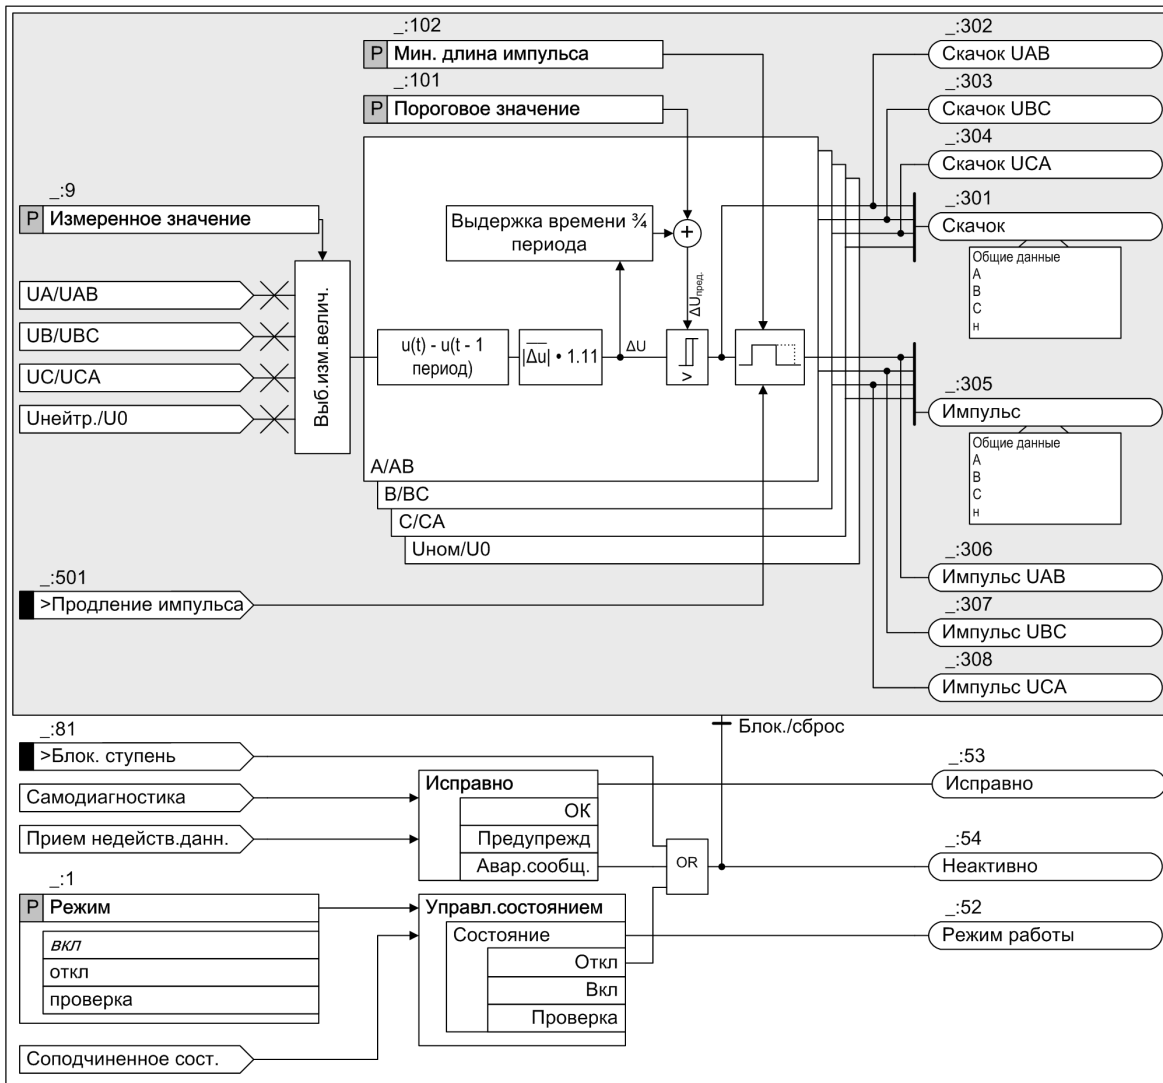 _:102
P Мин. длина импульса
_:101
P Пороговое значение
_:302
Скачок UAB
_:303
Скачок UBC
_:304
Скачок UCA
_:301
Скачок
Общие данные
A
B
C
н
_:9
P Измеренное значение
UA/UAB
UB/UBC
UC/UCA
Uнейтр./U0
Выб.изм.велич.
Выдержка времени ¾
периода
+
ΔUпред.
u(t) - u(t - 1
период)
|Δu| • 1.11
ΔU
A/AB
B/BC
C/CA
Uном/U0
_:305
Импульс
Общие данные
A
B
C
н
_:306
Импульс UAB
_:307
Импульс UBC
_:308
Импульс UCA
_:501
>Продление импульса
Блок./сброс
_:81
>Блок. ступень
Самодиагностика
Прием недейств.данн.
Исправно
ОК
Предупрежд
Авар.сообщ.
OR
_:53
Исправно
_:54
Неактивно
_:52
Режим работы
_:1
P Режим
вкл
откл
проверка
Управл.состоянием
Состояние
Откл
Вкл
Проверка
Соподчиненное сост.